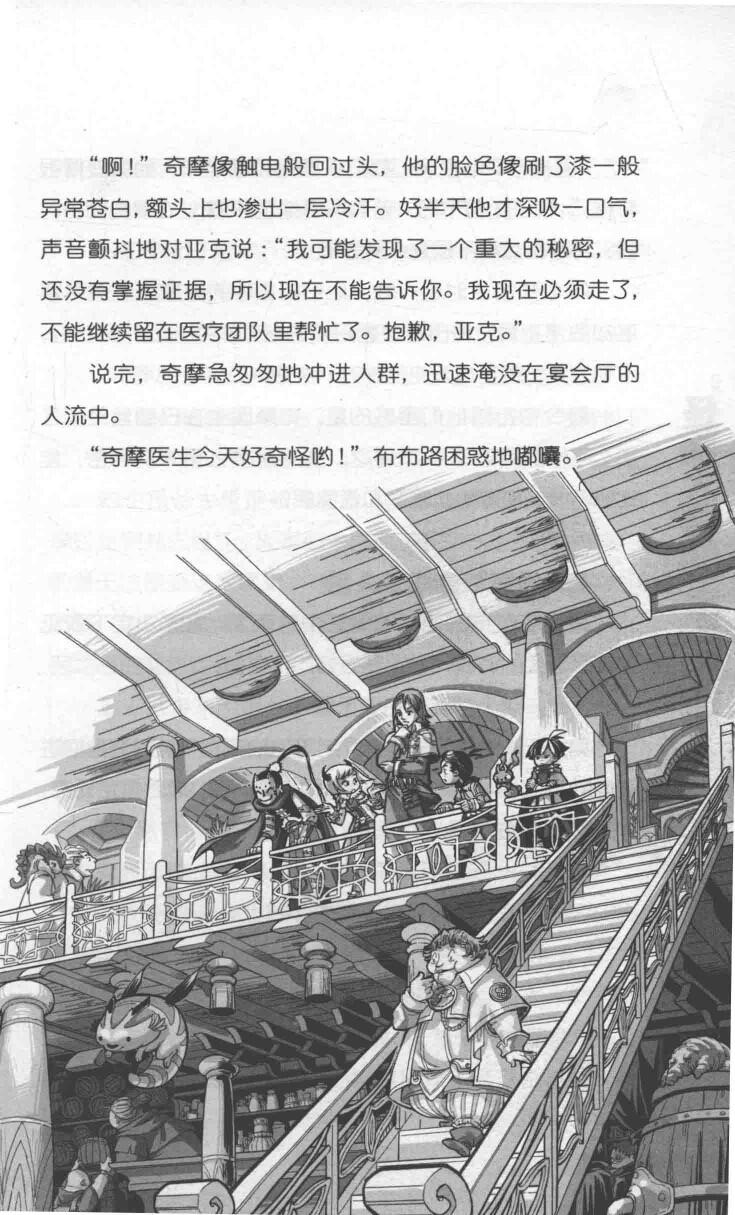 “啊！”奇摩像触电般回过头，他的脸色像刷了漆一般
异常苍白，额头上也渗出一层冷汗。好半天他才深吸一口气，
声音颤抖地对亚克说：“我可能发现了一个重大的秘密，但
还没有掌握证据，所以现在不能告诉你。我现在必须走了，
不能继续留在医疗团队里帮忙了。抱歉，亚克。”
说完，奇摩急匆匆地冲进人群，迅速淹没在宴会厅的
人流中。
“奇摩医生今天好奇怪哟！”布布路困惑地嘟囔。